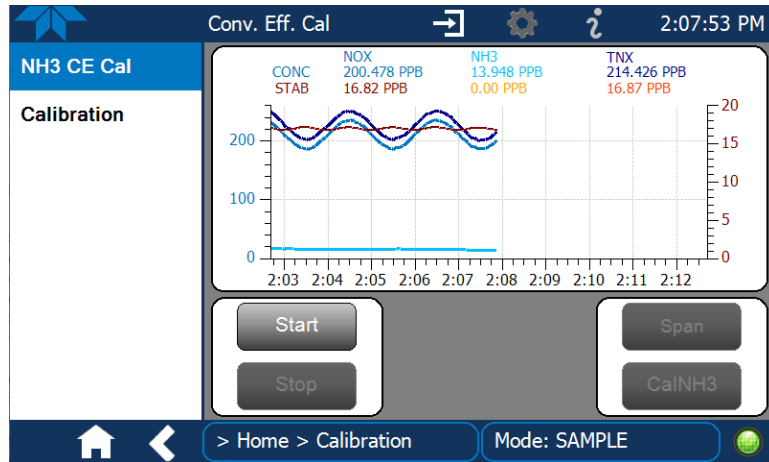 Conv. Eff. Cal 2:07:53 PM
NH3 CE Cal
Calibration
NOX NH3 TNX
CONC 200.478 PPB 13.948 PPB 214.426 PPB
STAB 16.82 PPB 0.00 PPB 16.87 PPB
20
200
15
10
100
5
0 0
2:03 2:04 2:05 2:06 2:07 2:08 2:09 2:10 2:11 2:12
Start Span
Stop CalNH3
> Home > Calibration Mode: SAMPLE